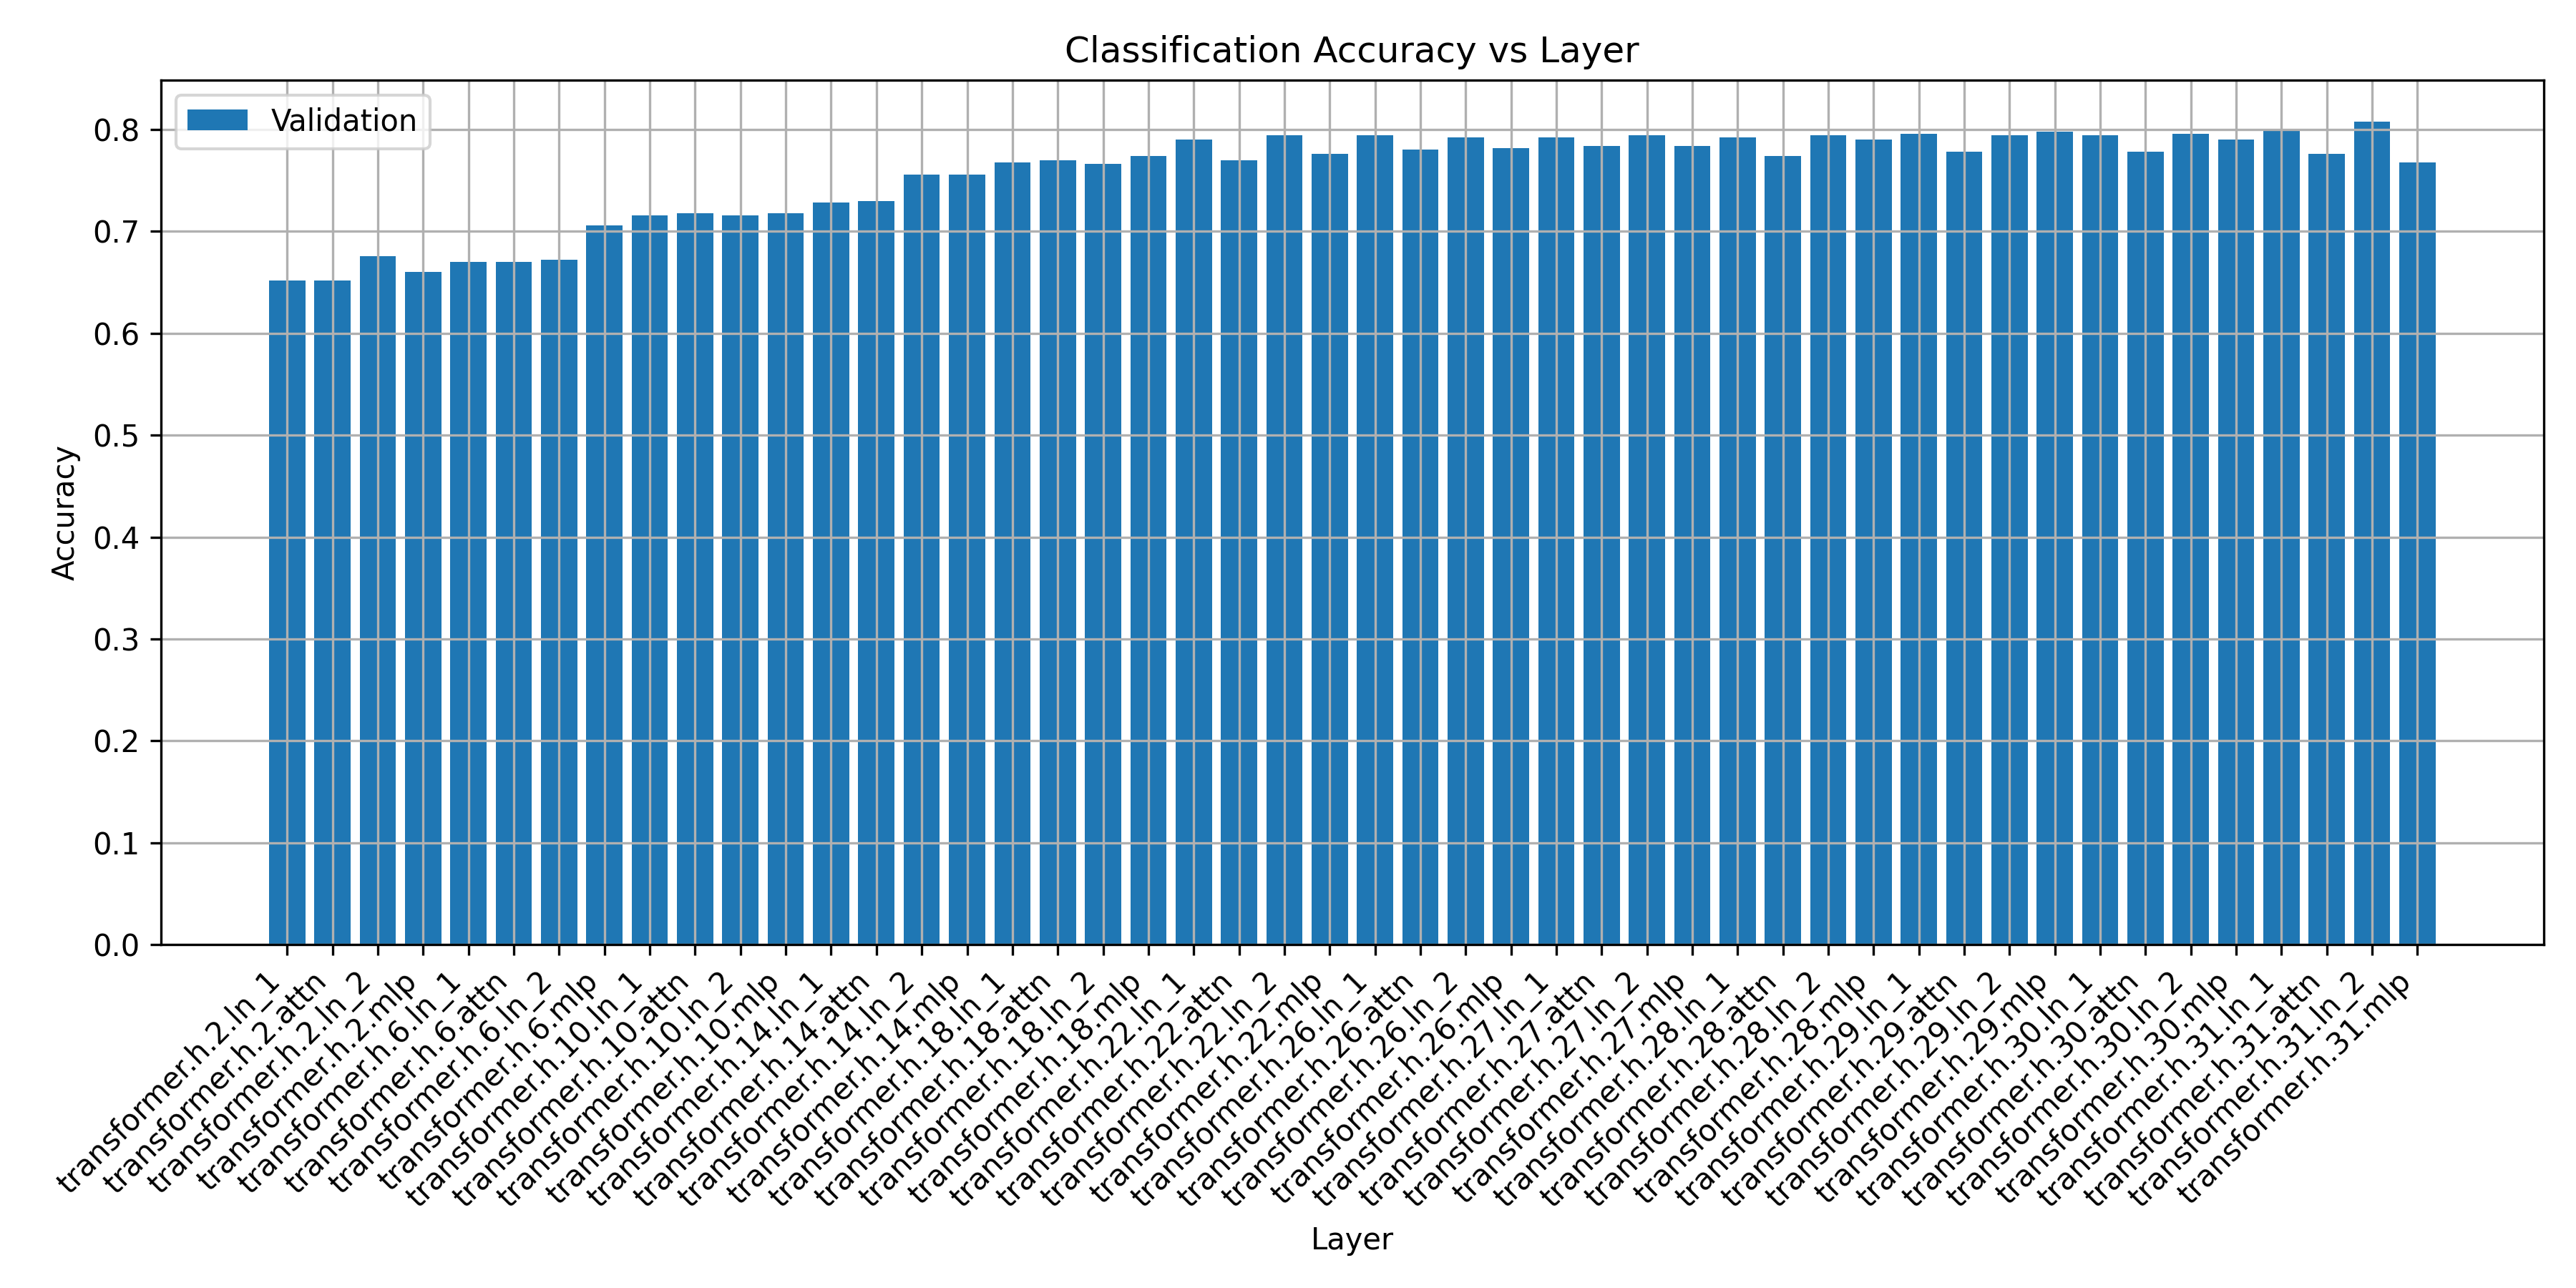 Classification Accuracy vs Layer
Validation
0.8
0.7
0.6
0.5
0.4
0.3
0.2
0.1
0.0
Accuracy
transformer.h.2.ln_1
transformer.h.2.attn
transformer.h.2.ln_2
transformer.h.2.mlp
transformer.h.6.ln_1
transformer.h.6.attn
transformer.h.6.ln_2
transformer.h.6.mlp
transformer.h.10.ln_1
transformer.h.10.attn
transformer.h.10.ln_2
transformer.h.10.mlp
transformer.h.14.ln_1
transformer.h.14.attn
transformer.h.14.ln_2
transformer.h.14.mlp
transformer.h.18.ln_1
transformer.h.18.attn
transformer.h.18.ln_2
transformer.h.18.mlp
transformer.h.22.ln_1
transformer.h.22.attn
transformer.h.22.ln_2
transformer.h.22.mlp
transformer.h.26.ln_1
transformer.h.26.attn
transformer.h.26.ln_2
transformer.h.26.mlp
transformer.h.27.ln_1
transformer.h.27.attn
transformer.h.27.ln_2
transformer.h.27.mlp
transformer.h.28.ln_1
transformer.h.28.attn
transformer.h.28.ln_2
transformer.h.28.mlp
transformer.h.29.ln_1
transformer.h.29.attn
transformer.h.29.ln_2
transformer.h.29.mlp
transformer.h.30.ln_1
transformer.h.30.attn
transformer.h.30.ln_2
transformer.h.30.mlp
transformer.h.31.ln_1
transformer.h.31.attn
transformer.h.31.ln_2
transformer.h.31.mlp
Layer